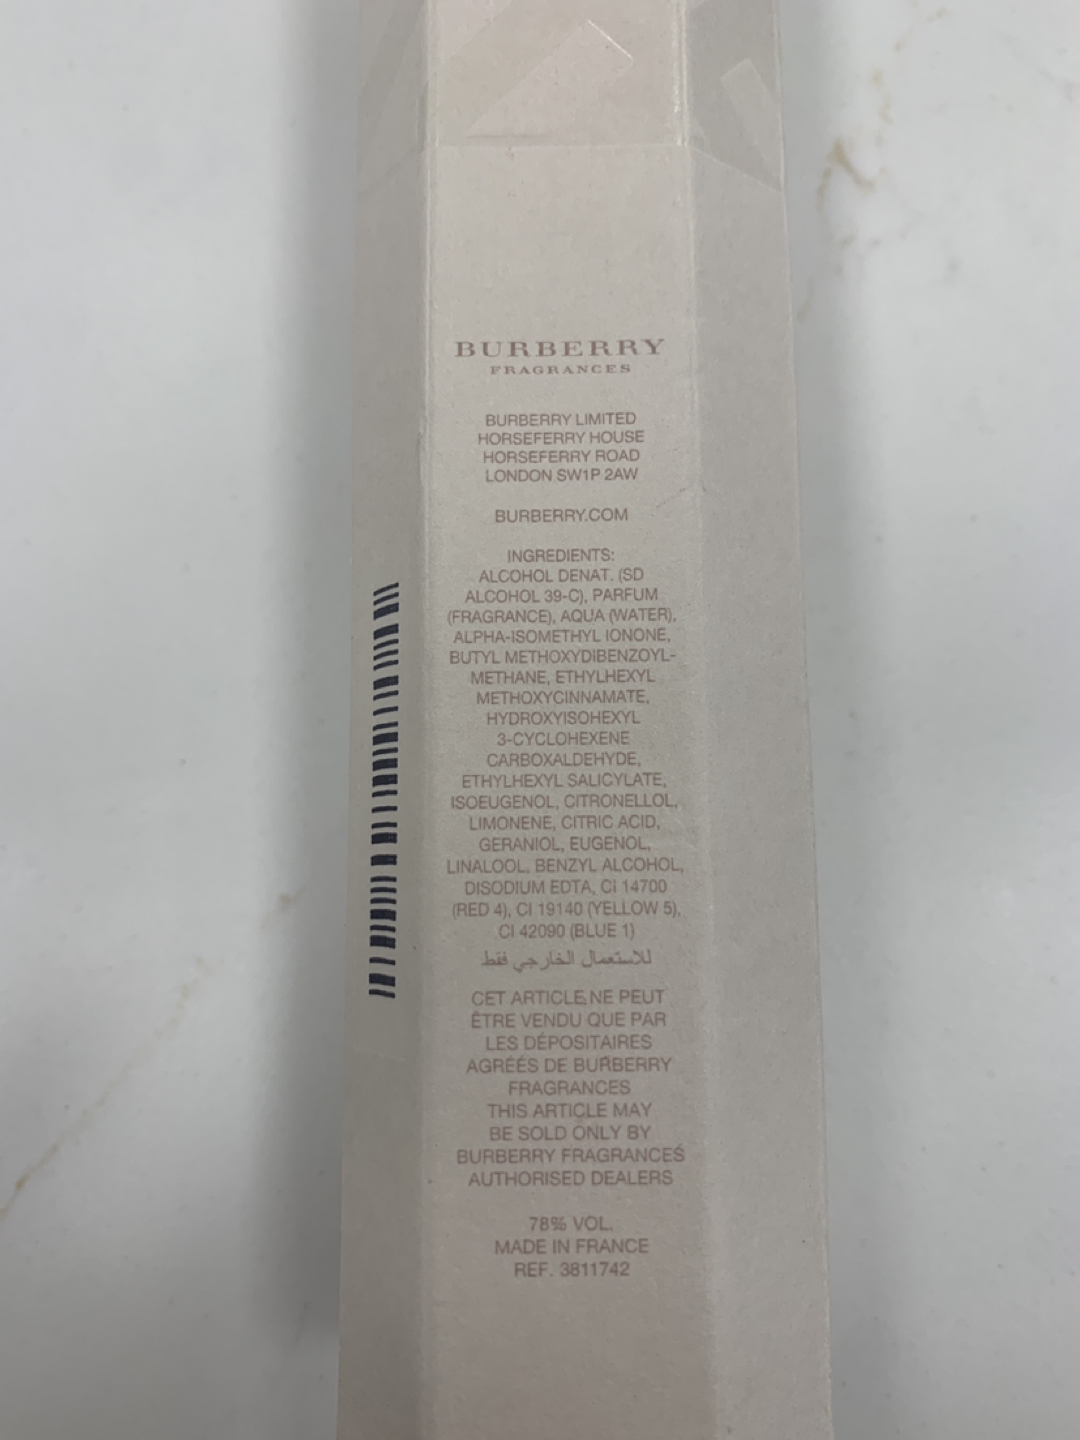 BURBERRY
FRAGRANCES
BURBERRY LIMITED
HORSEFERRY HOUSE
HORSEFERRY ROAD
LONDON SW1P 2AW
BURBERRY.COM
INGREDIENTS:
ALCOHOL DENAT. (SD
ALCOHOL 39-C), PARFUM
(FRAGRANCE), AQUA (WATER),
ALPHA-ISOMETHYL IONONE,
BUTYL METHOXYDIBENZOYL-
METHANE, ETHYLHEXYL
METHOXYCINNAMATE,
HYDROXYISOHEXYL
3-CYCLOHEXENE
CARBOXALDEHYDE,
ETHYLHEXYL SALICYLATE,
ISOEUGENOL, CITRONELLOL,
LIMONENE, CITRIC ACID,
GERANIOL, EUGENOL,
LINALOOL, BENZYL ALCOHOL,
DISODIUM EDTA, CI 14700
(RED 4), CI 19140 (YELLOW 5),
CI 42090 (BLUE 1)
للاستعمال الخارجي فقط
CET ARTICLE NE PEUT
ÊTRE VENDU QUE PAR
LES DÉPOSITAIRES
AGRÉÉS DE BURBERRY
FRAGRANCES
THIS ARTICLE MAY
BE SOLD ONLY BY
BURBERRY FRAGRANCES
AUTHORISED DEALERS
78% VOL.
MADE IN FRANCE
REF. 3811742